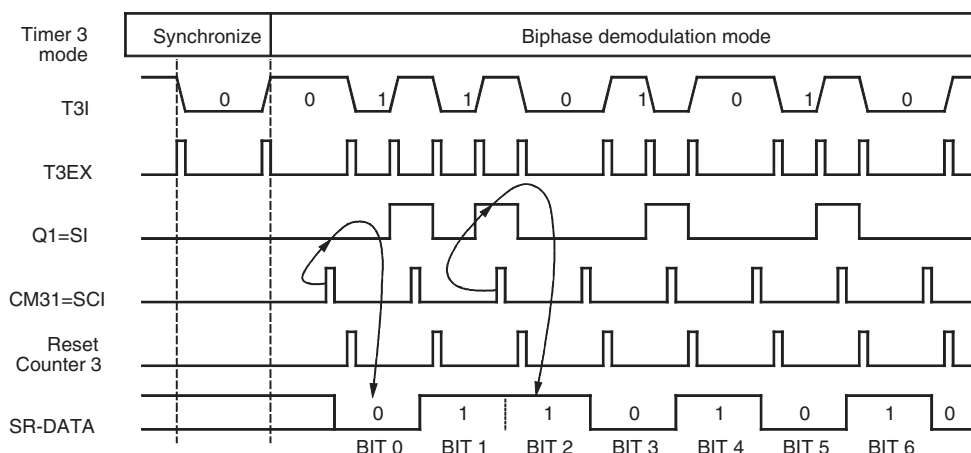 Timer 3
mode
Synchronize
Biphase demodulation mode
T3I
0 0 1 1 0 1 0 1 0
T3EX
Q1=SI
CM31=SCI
Reset
Counter 3
SR-DATA
0 1 1 0 1 0 1 0
BIT 0 BIT 1 BIT 2 BIT 3 BIT 4 BIT 5 BIT 6